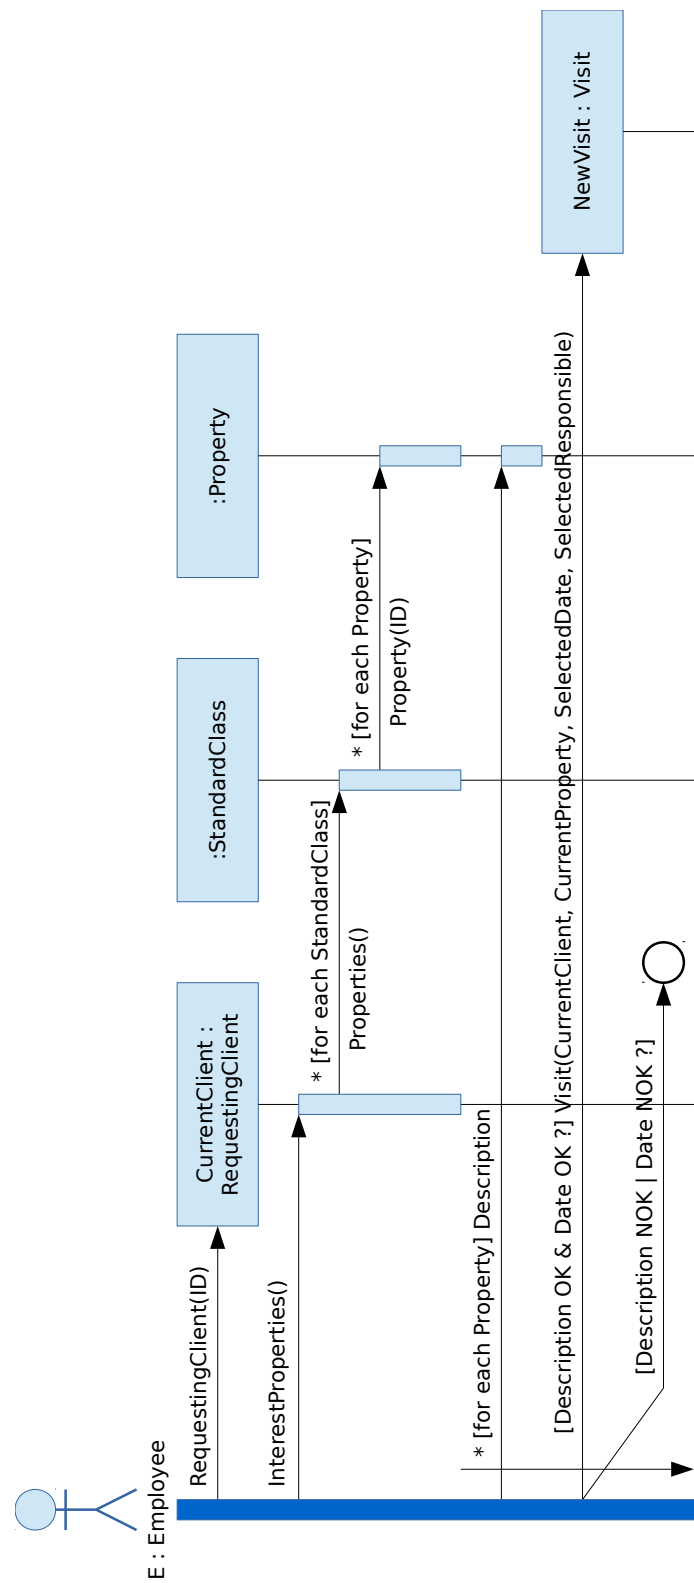 E : Employee
RequestingClient(ID)
CurrentClient :
RequestingClient
:StandardClass
:Property
InterestProperties()
* [for each StandardClass]
Properties()
* [for each Property]
Property(ID)
* [for each Property] Description
[Description OK & Date OK ?] Visit(CurrentClient, CurrentProperty, SelectedDate, SelectedResponsible)
NewVisit : Visit
[Description NOK | Date NOK ?]